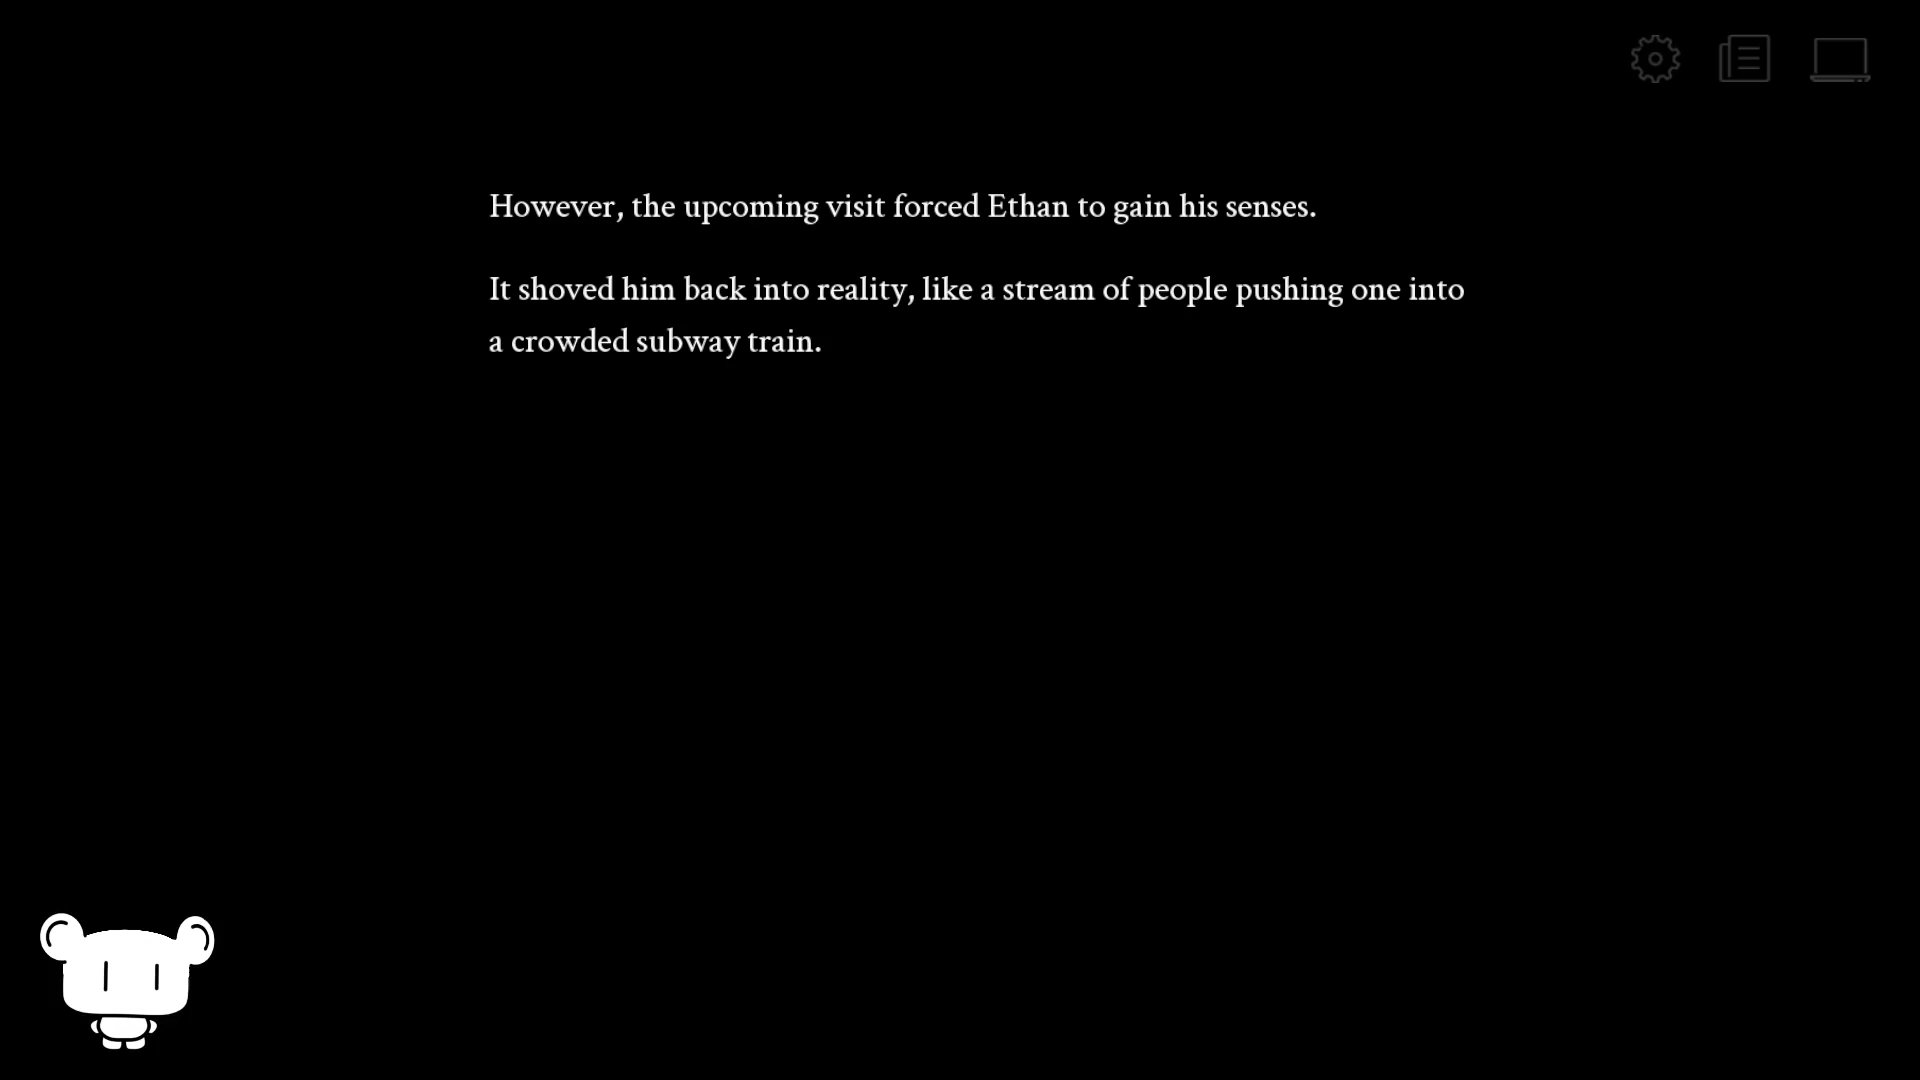 However, the upcoming visit forced Ethan to gain his senses.
It shoved him back into reality, like a stream of people pushing one into
a crowded subway train.